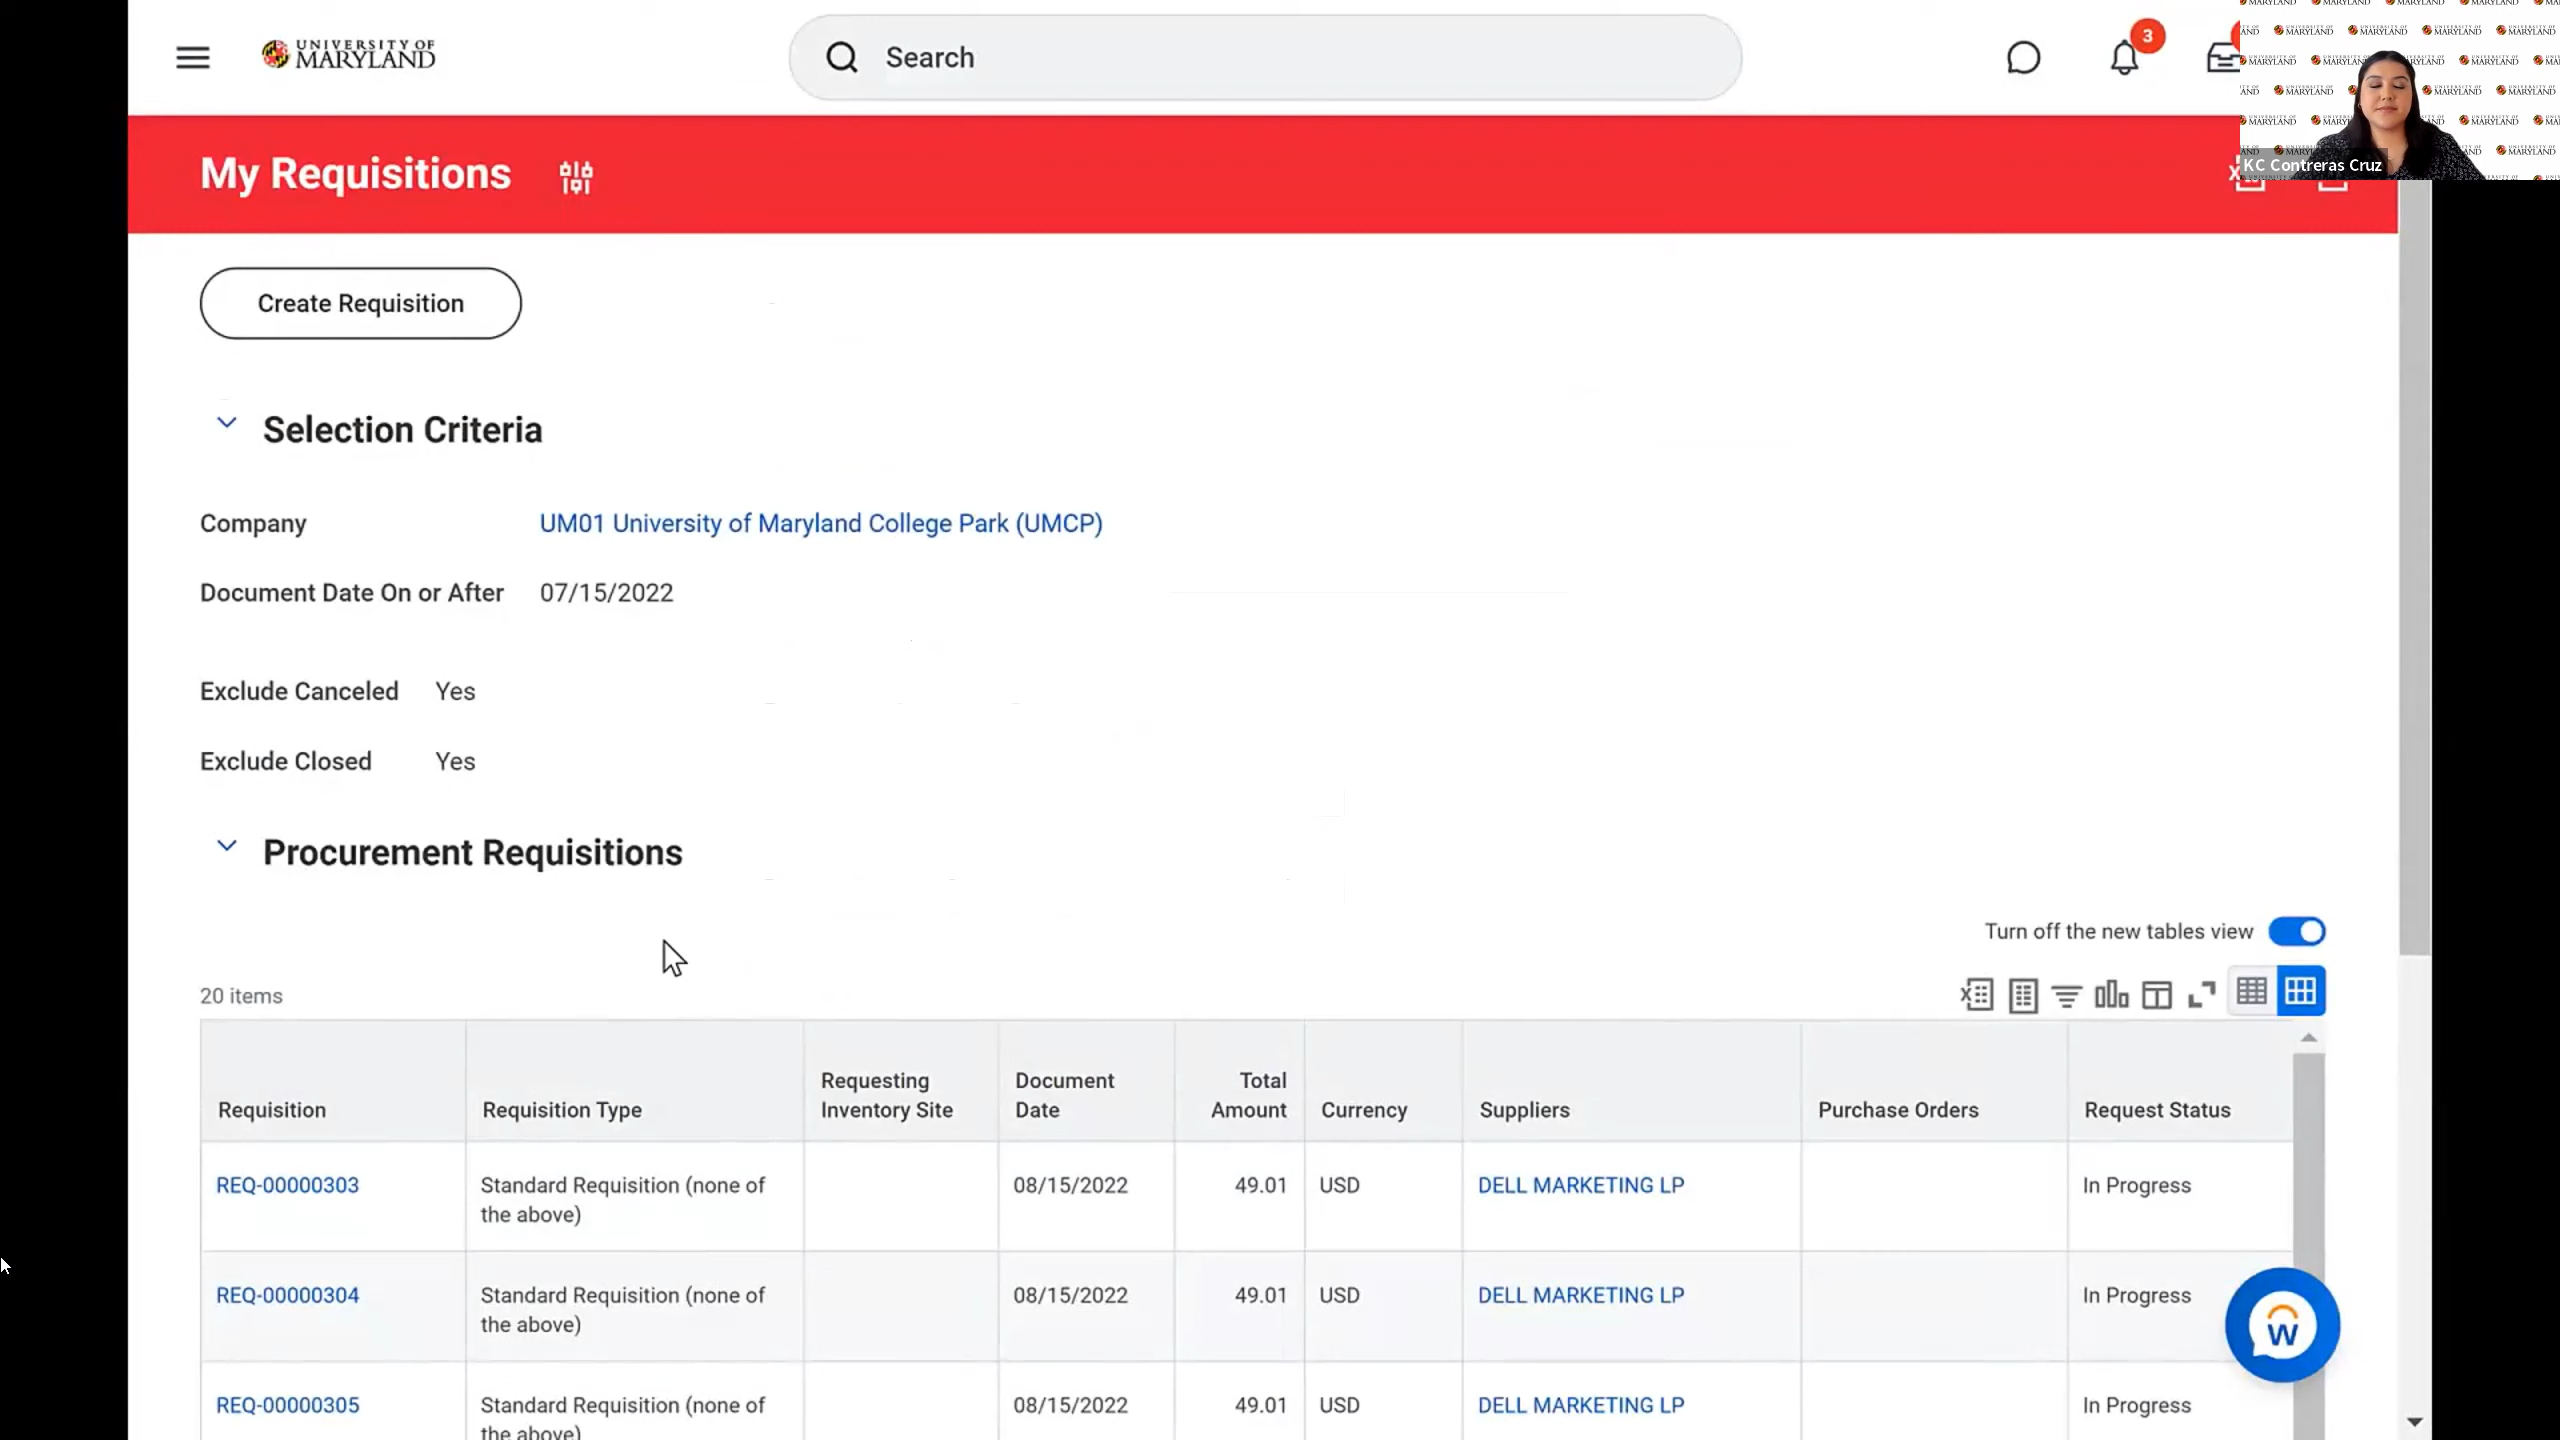 UNIVERSITY OF
MARYLAND
Search
3
KC Contreras Cruz
My Requisitions
Create Requisition
Selection Criteria
Company UM01 University of Maryland College Park (UMCP)
Document Date On or After 07/15/2022
Exclude Canceled Yes
Exclude Closed Yes
Procurement Requisitions
Turn off the new tables view
20 items
Requisition Requisition Type Requesting Inventory Site Document Date Total Amount Currency Suppliers Purchase Orders Request Status
REQ-00000303 Standard Requisition (none of 08/15/2022 49.01 USD DELL MARKETING LP In Progress
the above)
REQ-00000304 Standard Requisition (none of 08/15/2022 49.01 USD DELL MARKETING LP In Progress
the above)
W
REQ-00000305 Standard Requisition (none of 08/15/2022 49.01 USD DELL MARKETING LP In Progress
the above)